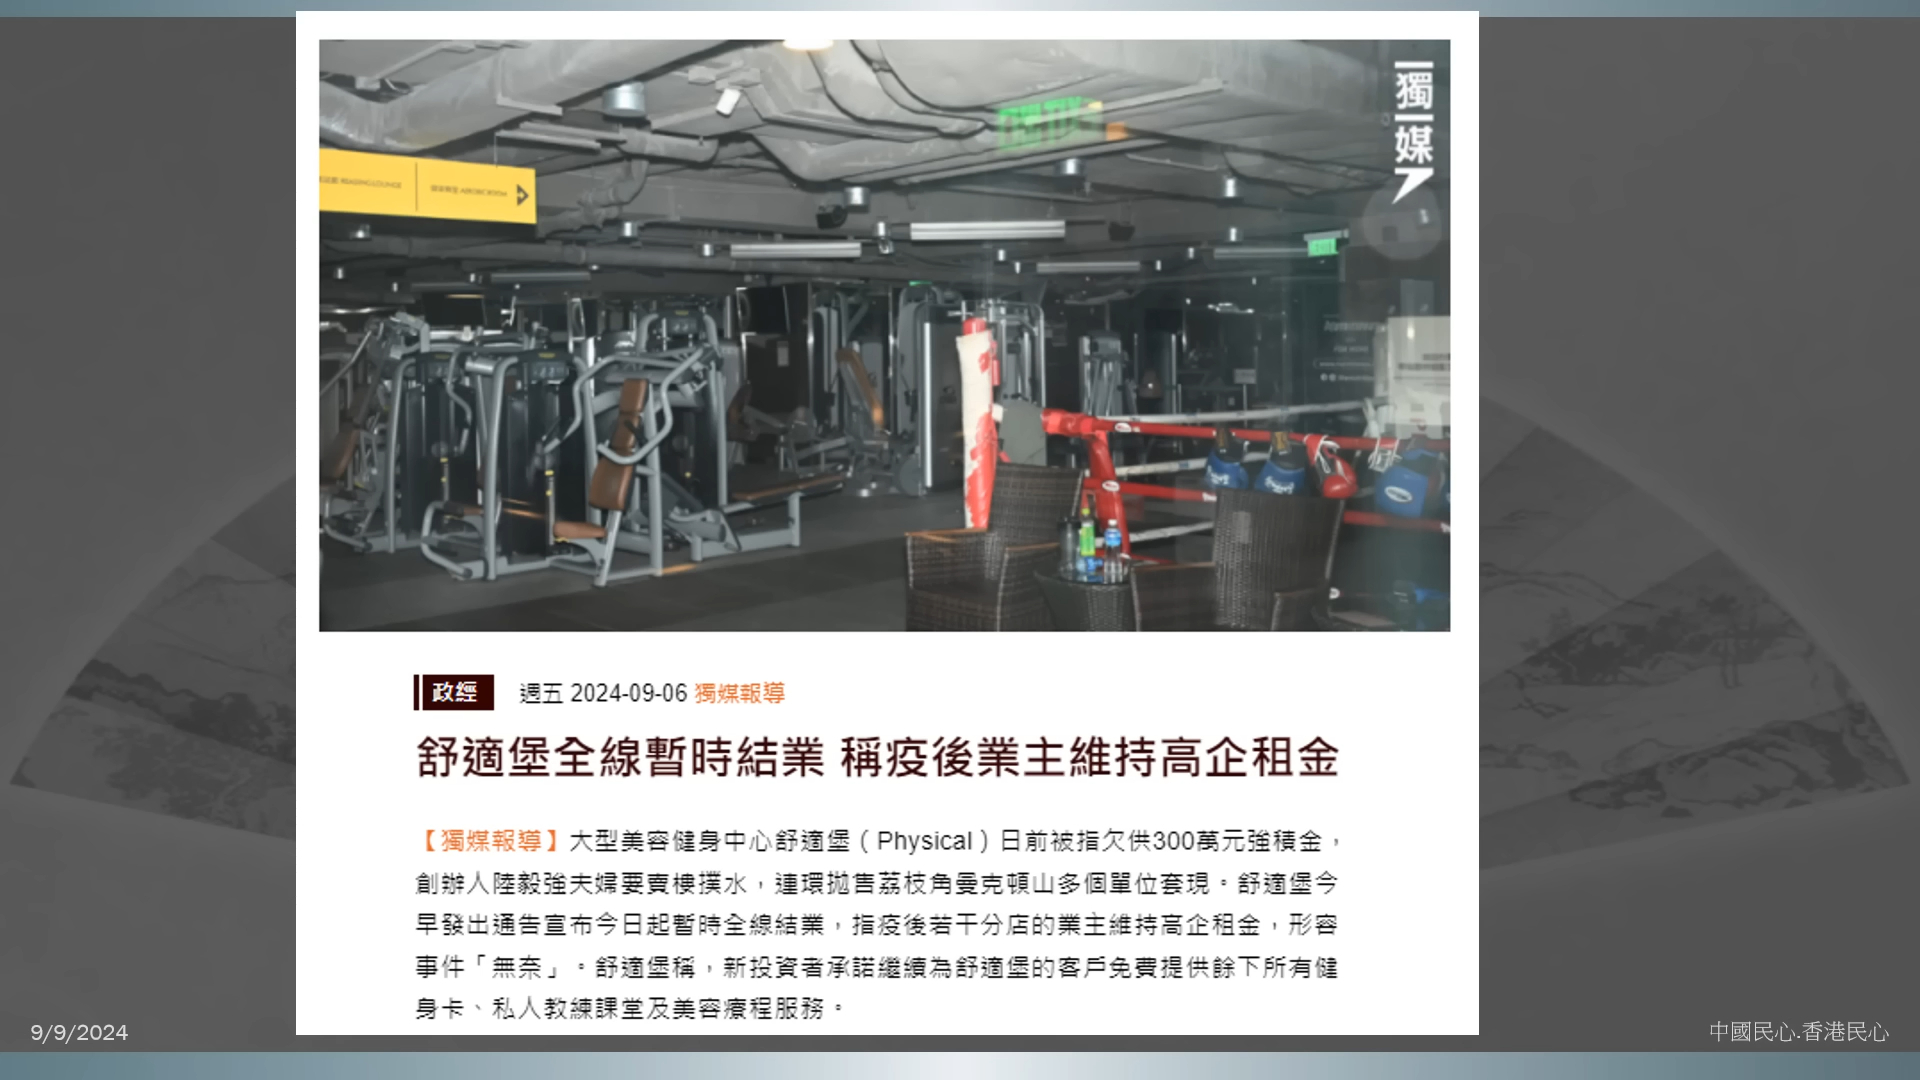 獨媒
READING LOUNGE
AEROBIC ROOM
EXIT
FOR MORE
政經 週五 2024-09-06 獨媒報導
舒適堡全線暫時結業 稱疫後業主維持高企租金
【獨媒報導】大型美容健身中心舒適堡（Physical）日前被指欠供300萬元強積金，
創辦人陸毅強夫婦要賣樓撲水，連環拋售荔枝角曼克頓山多個單位套現。舒適堡今
早發出通告宣布今日起暫時全線結業，指疫後若干分店的業主維持高企租金，形容
事件「無奈」。舒適堡稱，新投資者承諾繼續為舒適堡的客戶免費提供餘下所有健
身卡、私人教練課堂及美容療程服務。
9/9/2024
中國民心.香港民心